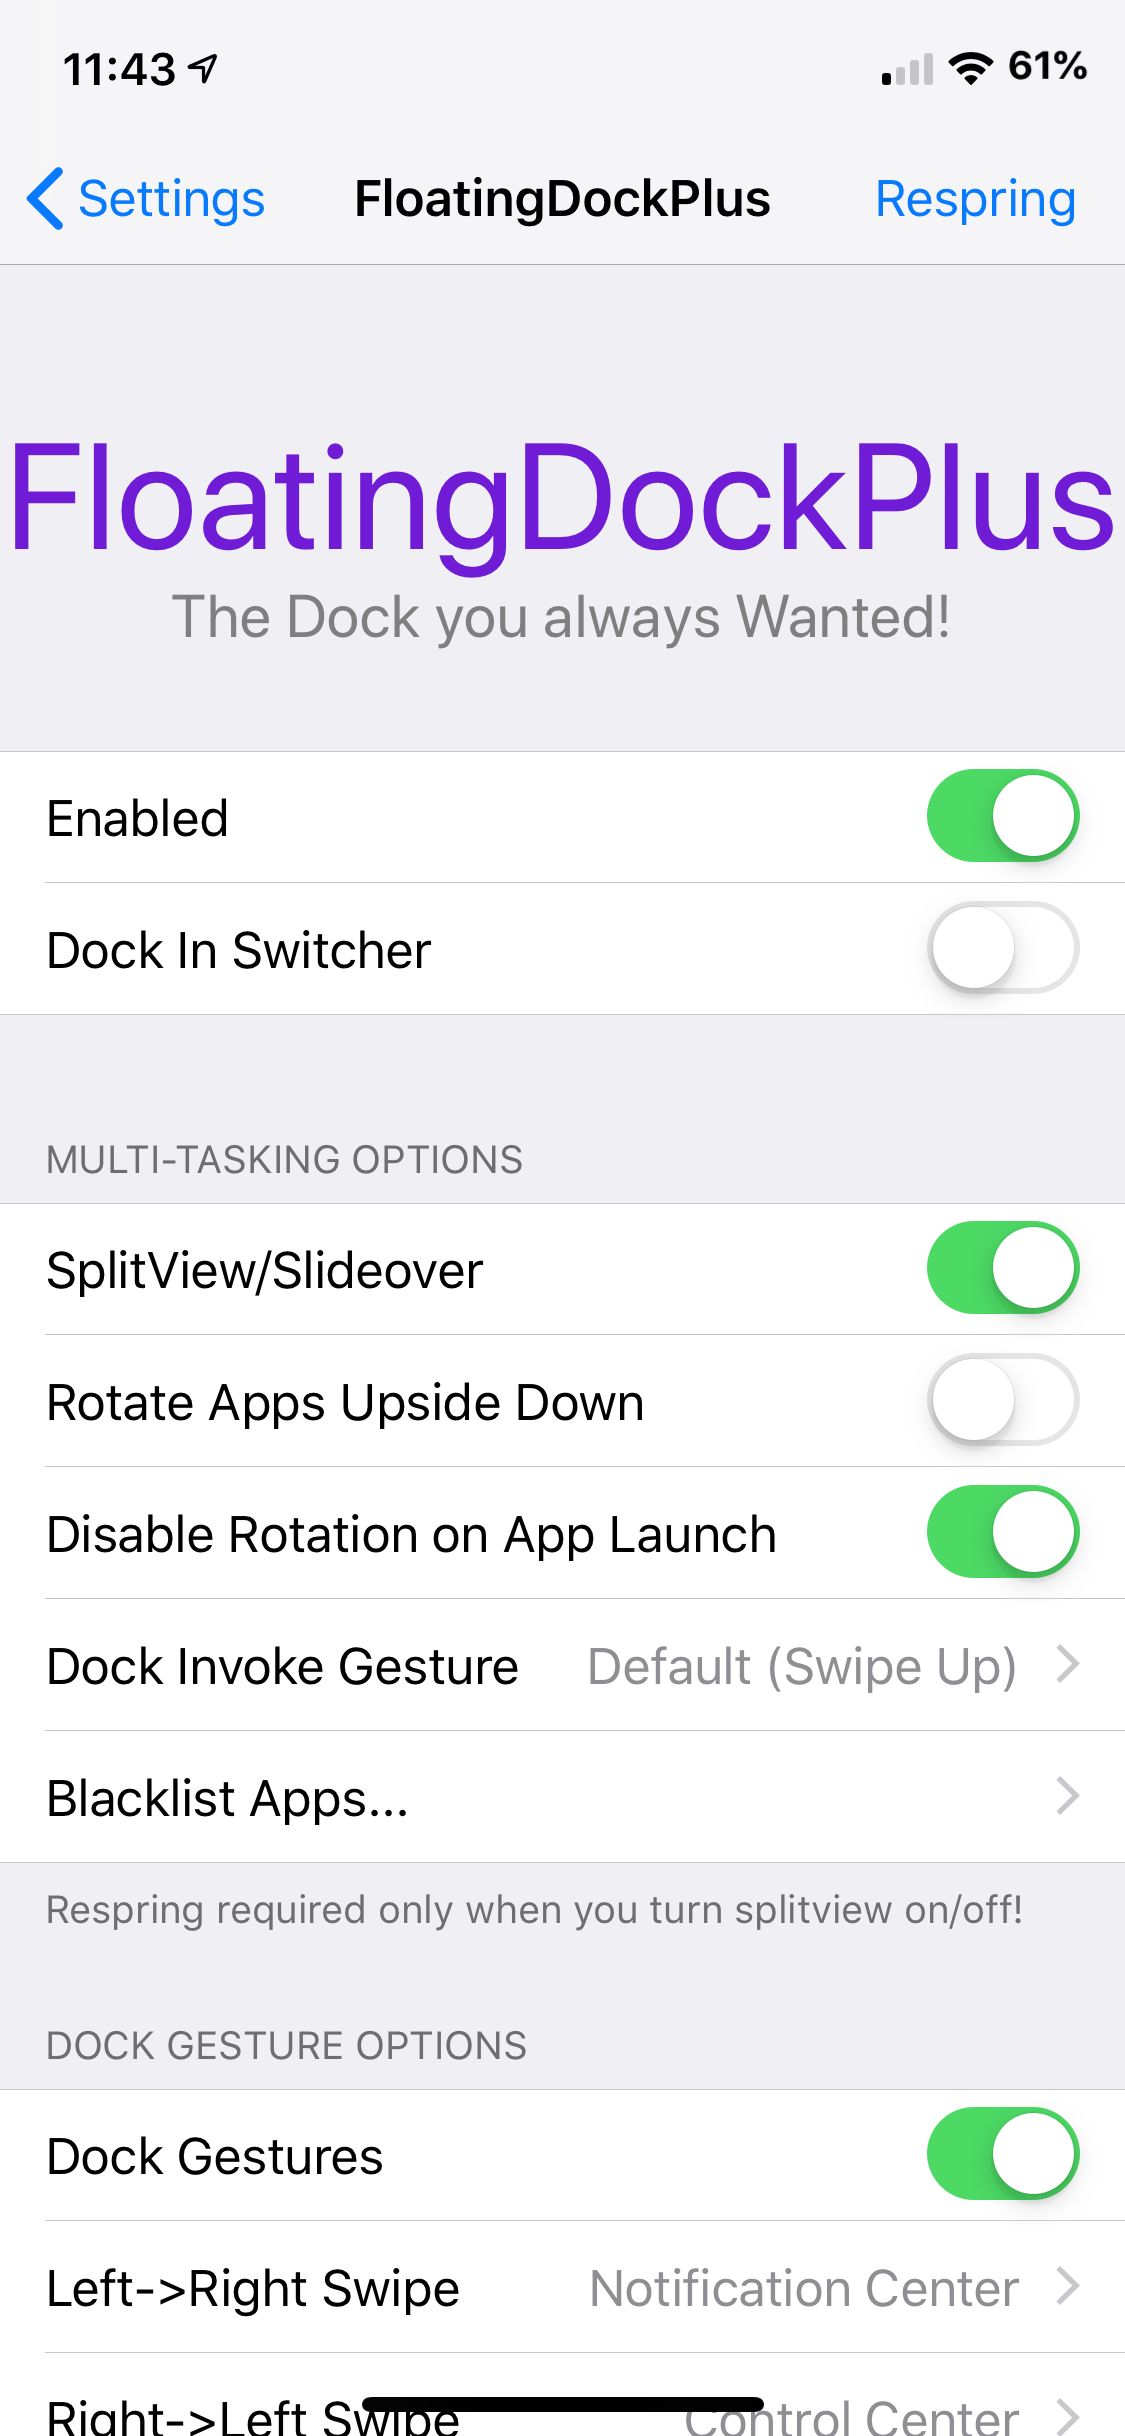 11:43 61%
Settings FloatingDockPlus Respring
FloatingDockPlus
The Dock you always Wanted!
Enabled
Dock In Switcher
MULTI-TASKING OPTIONS
SplitView/Slideover
Rotate Apps Upside Down
Disable Rotation on App Launch
Dock Invoke Gesture Default (Swipe Up)
Blacklist Apps...
Respring required only when you turn splitview on/off!
DOCK GESTURE OPTIONS
Dock Gestures
Left->Right Swipe Notification Center
Right->Left Swipe Control Center